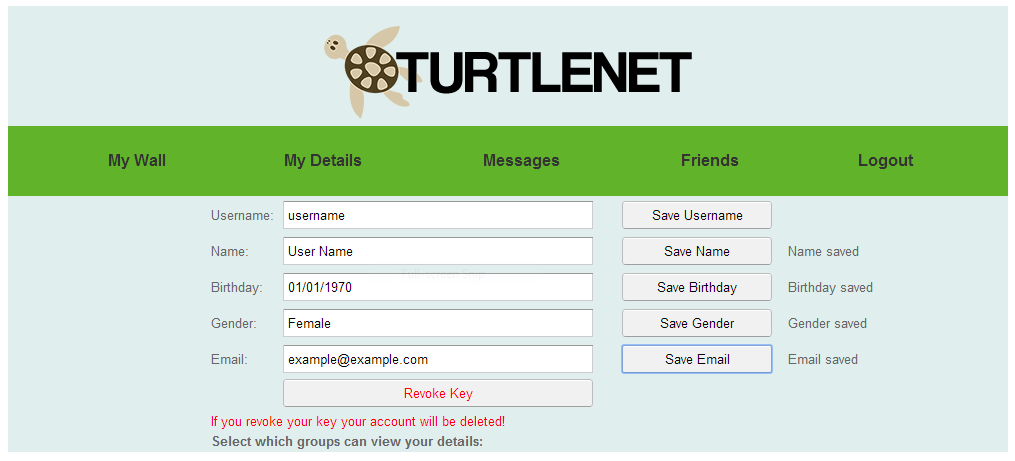 TURTLENET
My Wall My Details Messages Friends Logout
Username: username Save Username
Name: User Name Save Name Name saved
Birthday: 01/01/1970 Save Birthday Birthday saved
Gender: Female Save Gender Gender saved
Email: example@example.com Save Email Email saved
Revoke Key
If you revoke your key your account will be deleted!
Select which groups can view your details: